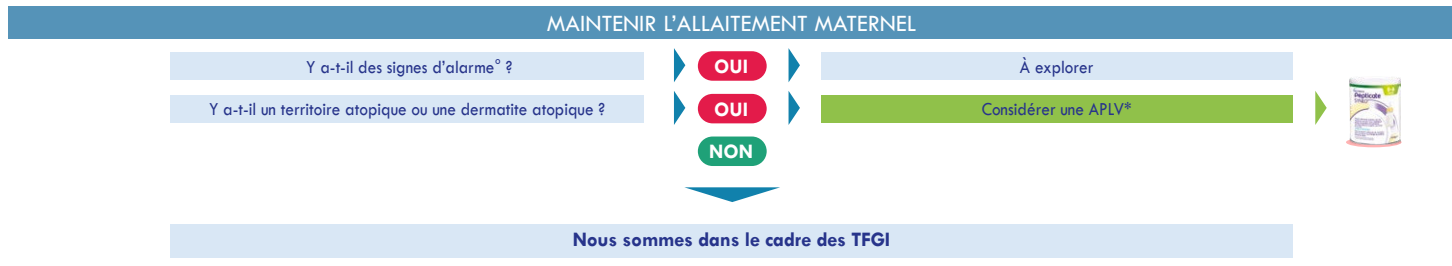 MAINTENIR L'ALLAITEMENT MATERNEL
Y a-t-il des signes d'alarme° ? OUI À explorer
Y a-t-il un territoire atopique ou une dermatite atopique ? OUI Considérer une APLV*
Pepticate
NON
Nous sommes dans le cadre des TFGI